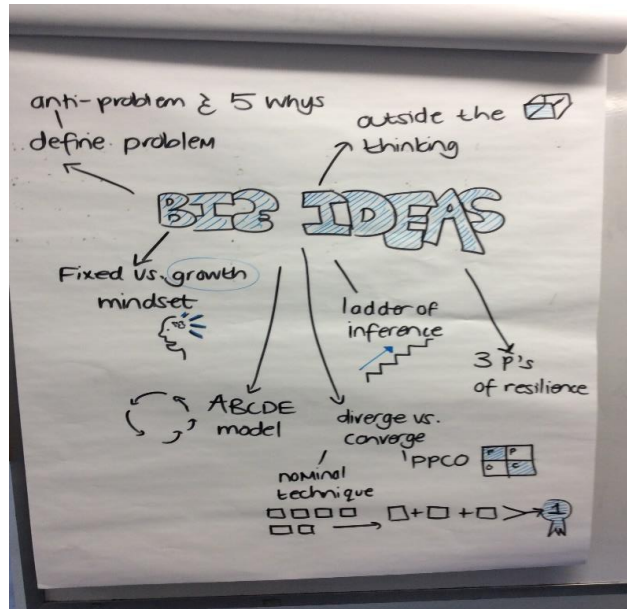 anti-problem & 5 whys
define problem
outside the
thinking
BIG IDEAS
Fixed vs. growth
mindset
ladder of
inference
3 P's
of resilience
ABCDE
model
diverge vs.
converge
PPCO
P P
O C
nominal
technique
1